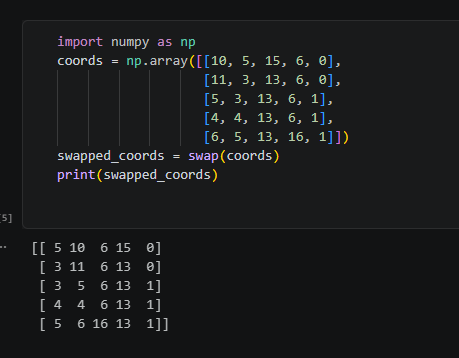 import numpy as np
coords = np.array([[10, 5, 15, 6, 0],
[11, 3, 13, 6, 0],
[5, 3, 13, 6, 1],
[4, 4, 13, 6, 1],
[6, 5, 13, 16, 1]])
swapped_coords = swap(coords)
print(swapped_coords)
[5]
[[ 5 10  6 15  0]
[ 3 11  6 13  0]
[ 3  5  6 13  1]
[ 4  4  6 13  1]
[ 5  6 16 13  1]]